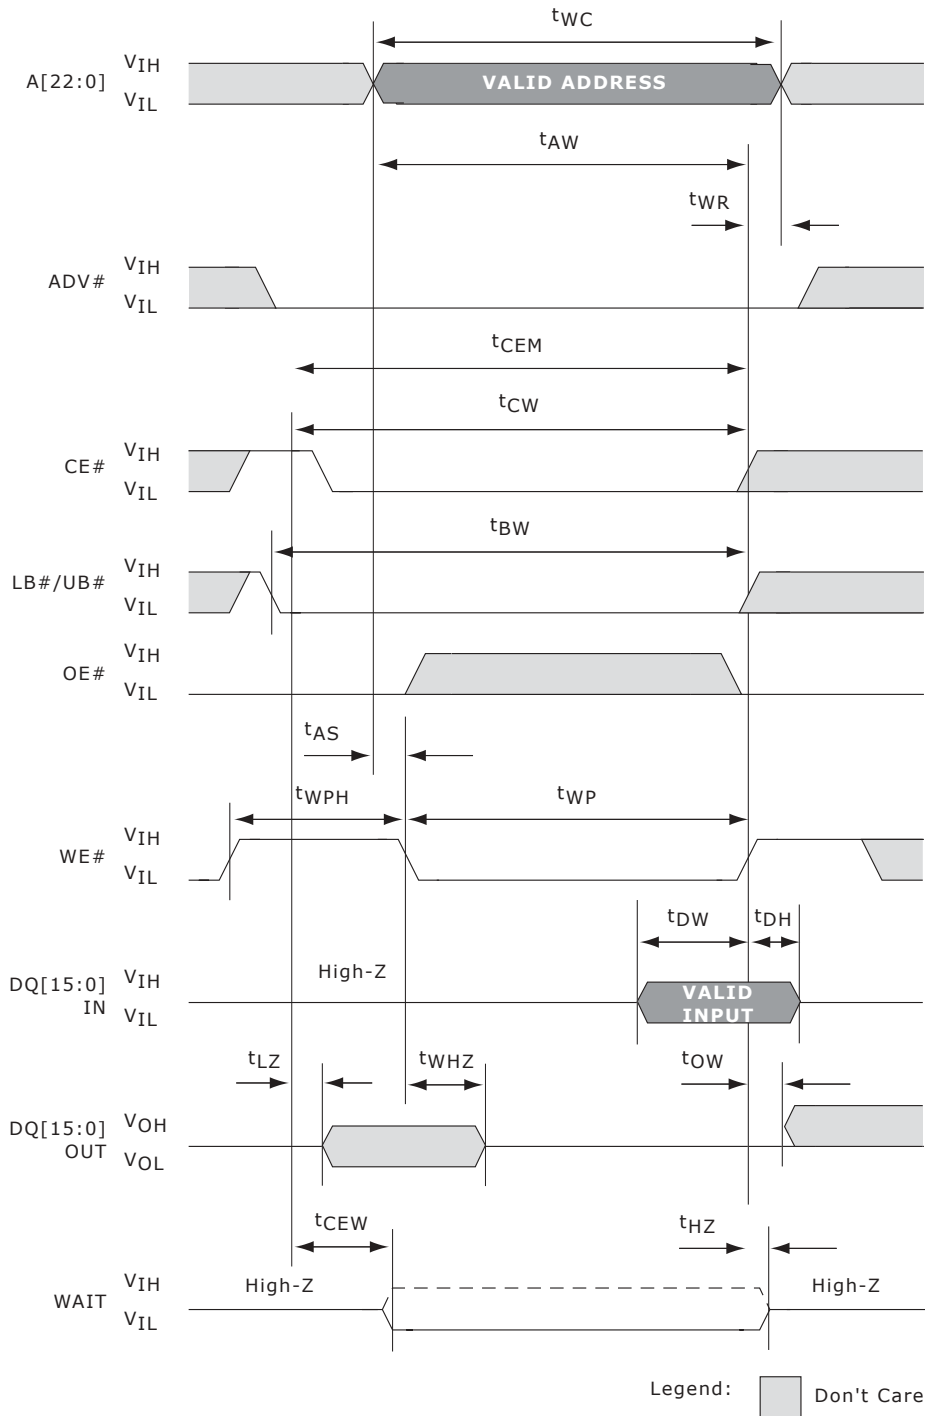 tWC
A[22:0] VIH VIL VALID ADDRESS
tAW
tWR
ADV# VIH VIL
tCEM
tCW
CE# VIH VIL
tBW
LB#/UB# VIH VIL
OE# VIH VIL
tAS
tWPH tWP
WE# VIH VIL
tDW tDH
DQ[15:0] IN VIH VIL High-Z VALID INPUT
tLZ tWHZ tOW
DQ[15:0] OUT VOH VOL
tCEW tHZ
WAIT VIH VIL High-Z High-Z
Legend: Don't Care